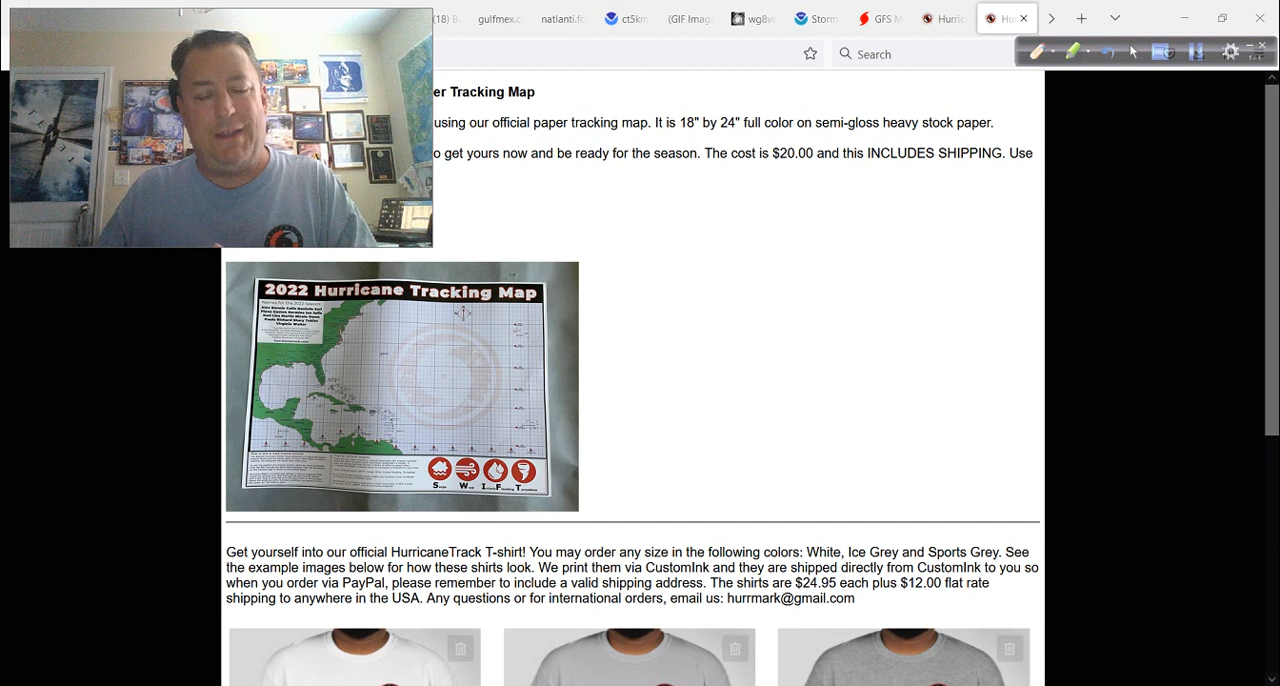 (18) B
gulfmex.c
natlanti.fc
ct5km
(GIF Imag
wg8v
Storm
GFS M
Hurric
Hu
Search
er Tracking Map
using our official paper tracking map. It is 18" by 24" full color on semi-gloss heavy stock paper.
o get yours now and be ready for the season. The cost is $20.00 and this INCLUDES SHIPPING. Use
2022 Hurricane Tracking Map
Names for the 2022 Season:
Get yourself into our official HurricaneTrack T-shirt! You may order any size in the following colors: White, Ice Grey and Sports Grey. See
the example images below for how these shirts look. We print them via CustomInk and they are shipped directly from CustomInk to you so
when you order via PayPal, please remember to include a valid shipping address. The shirts are $24.95 each plus $12.00 flat rate
shipping to anywhere in the USA. Any questions or for international orders, email us: hurrmark@gmail.com